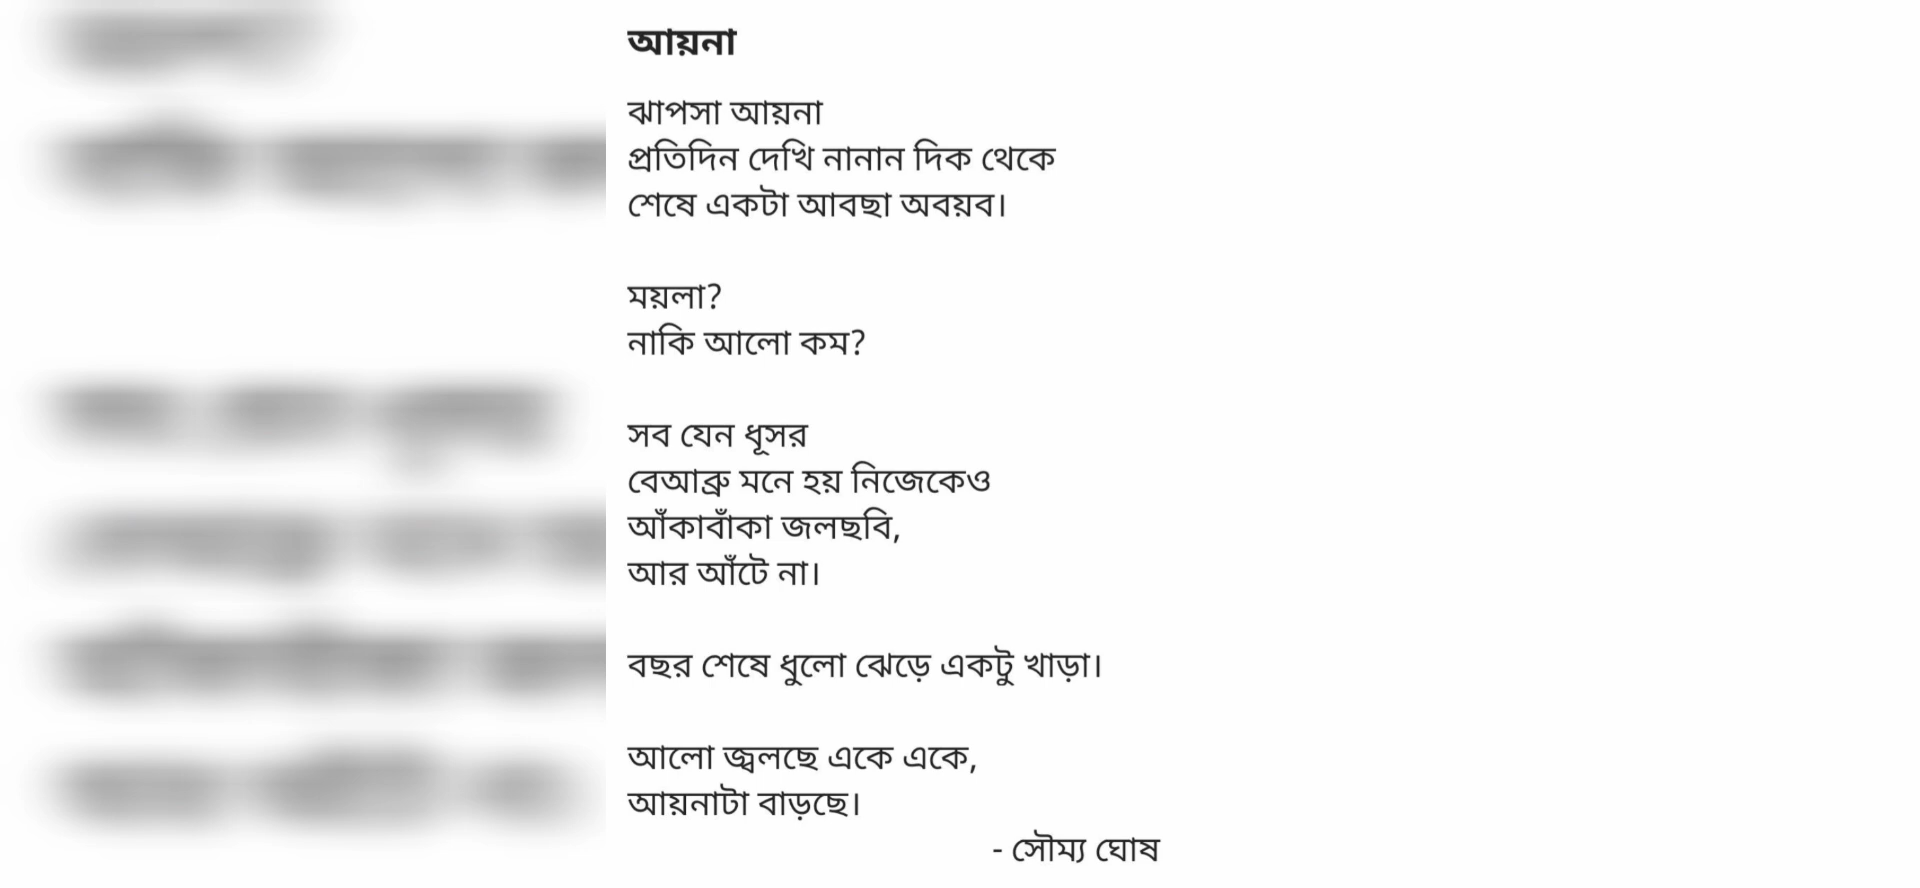 আয়না
ঝাপসা আয়না
প্রতিদিন দেখি নানান দিক থেকে
শেষে একটা আবছা অবয়ব।
ময়লা?
নাকি আলো কম?
সব যেন ধূসর
বেআব্রু মনে হয় নিজেকেও
আঁকাবাঁকা জলছবি,
আর আঁটে না।
বছর শেষে ধুলো ঝেড়ে একটু খাড়া।
আলো জ্বলছে একে একে,
আয়নাটা বাড়ছে।
- সৌম্য ঘোষ